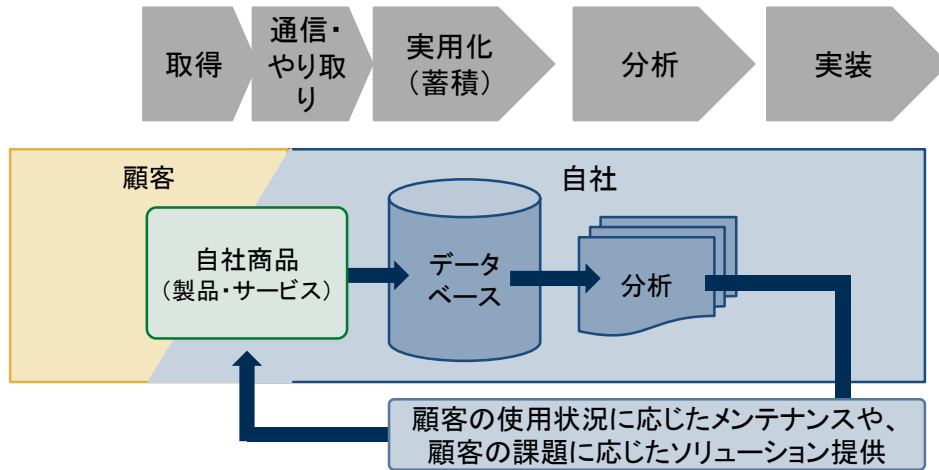 取得
通信・
やり取
り
実用化
（蓄積）
分析
実装
顧客
自社
自社商品
（製品・サービス）
データ
ベース
分析
顧客の使用状況に応じたメンテナンスや、
顧客の課題に応じたソリューション提供